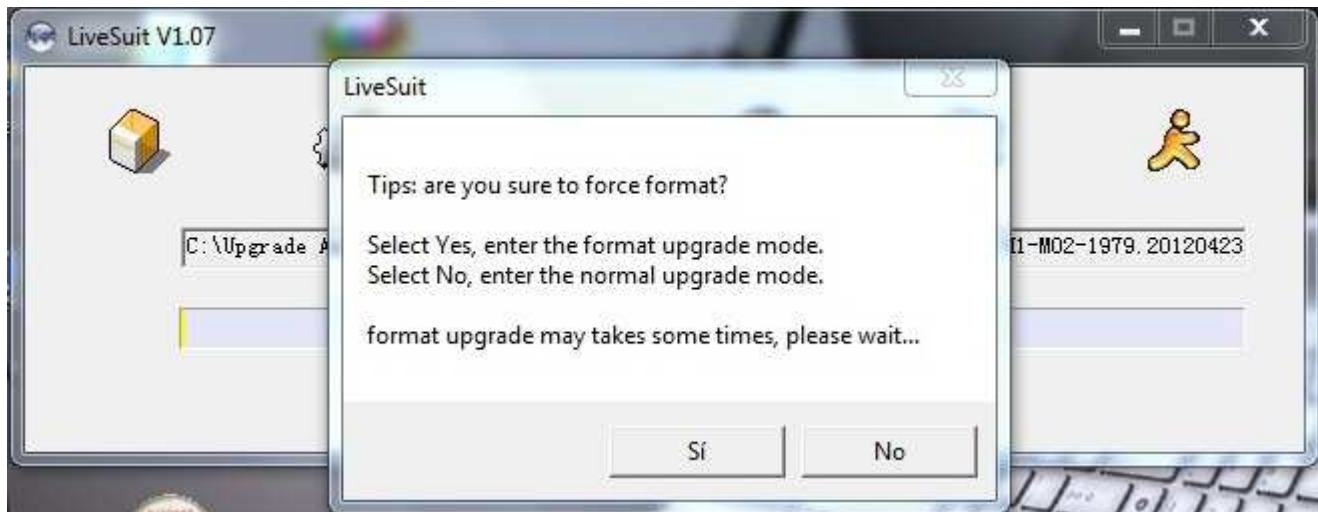 LiveSuit V1.07
LiveSuit
Tips: are you sure to force format?
C:\Upgrade
Select Yes, enter the format upgrade mode.
1-M02-1979.20120423
Select No, enter the normal upgrade mode.
format upgrade may takes some times, please wait...
Sí
No